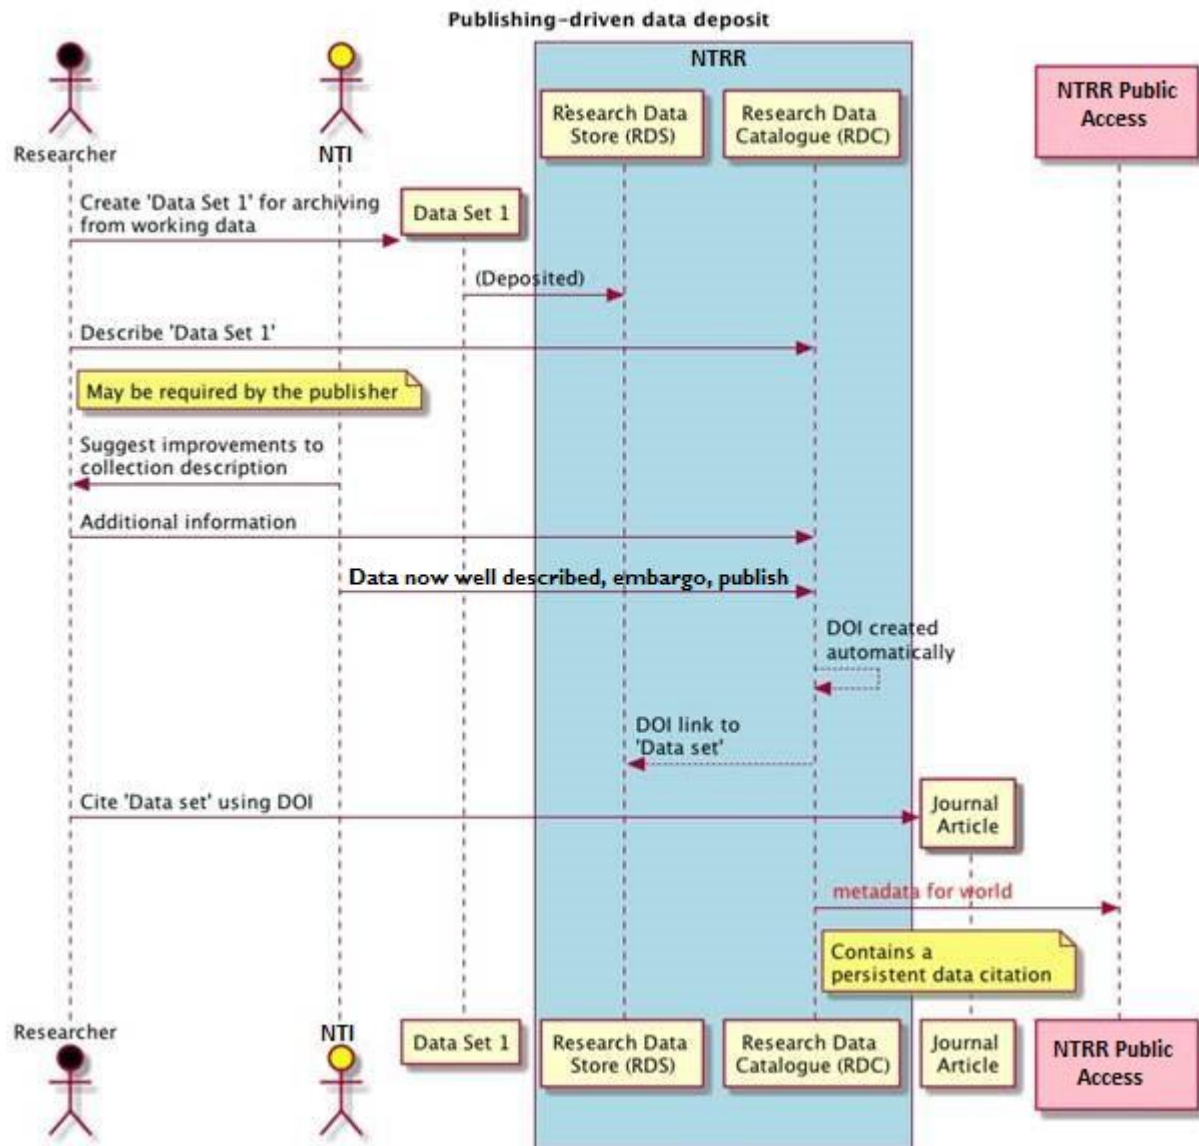 Publishing-driven data deposit
NTRR
Research Data
Store (RDS)
Research Data
Catalogue (RDC)
NTRR Public
Access
Researcher
NTI
Create 'Data Set 1' for archiving
from working data
Data Set 1
(Deposited)
Describe 'Data Set 1'
May be required by the publisher
Suggest improvements to
collection description
Additional information
Data now well described, embargo, publish
DOI created
automatically
DOI link to
'Data set'
Cite 'Data set' using DOI
Journal
Article
metadata for world
Contains a
persistent data citation
Researcher
NTI
Data Set 1
Research Data
Store (RDS)
Research Data
Catalogue (RDC)
Journal
Article
NTRR Public
Access